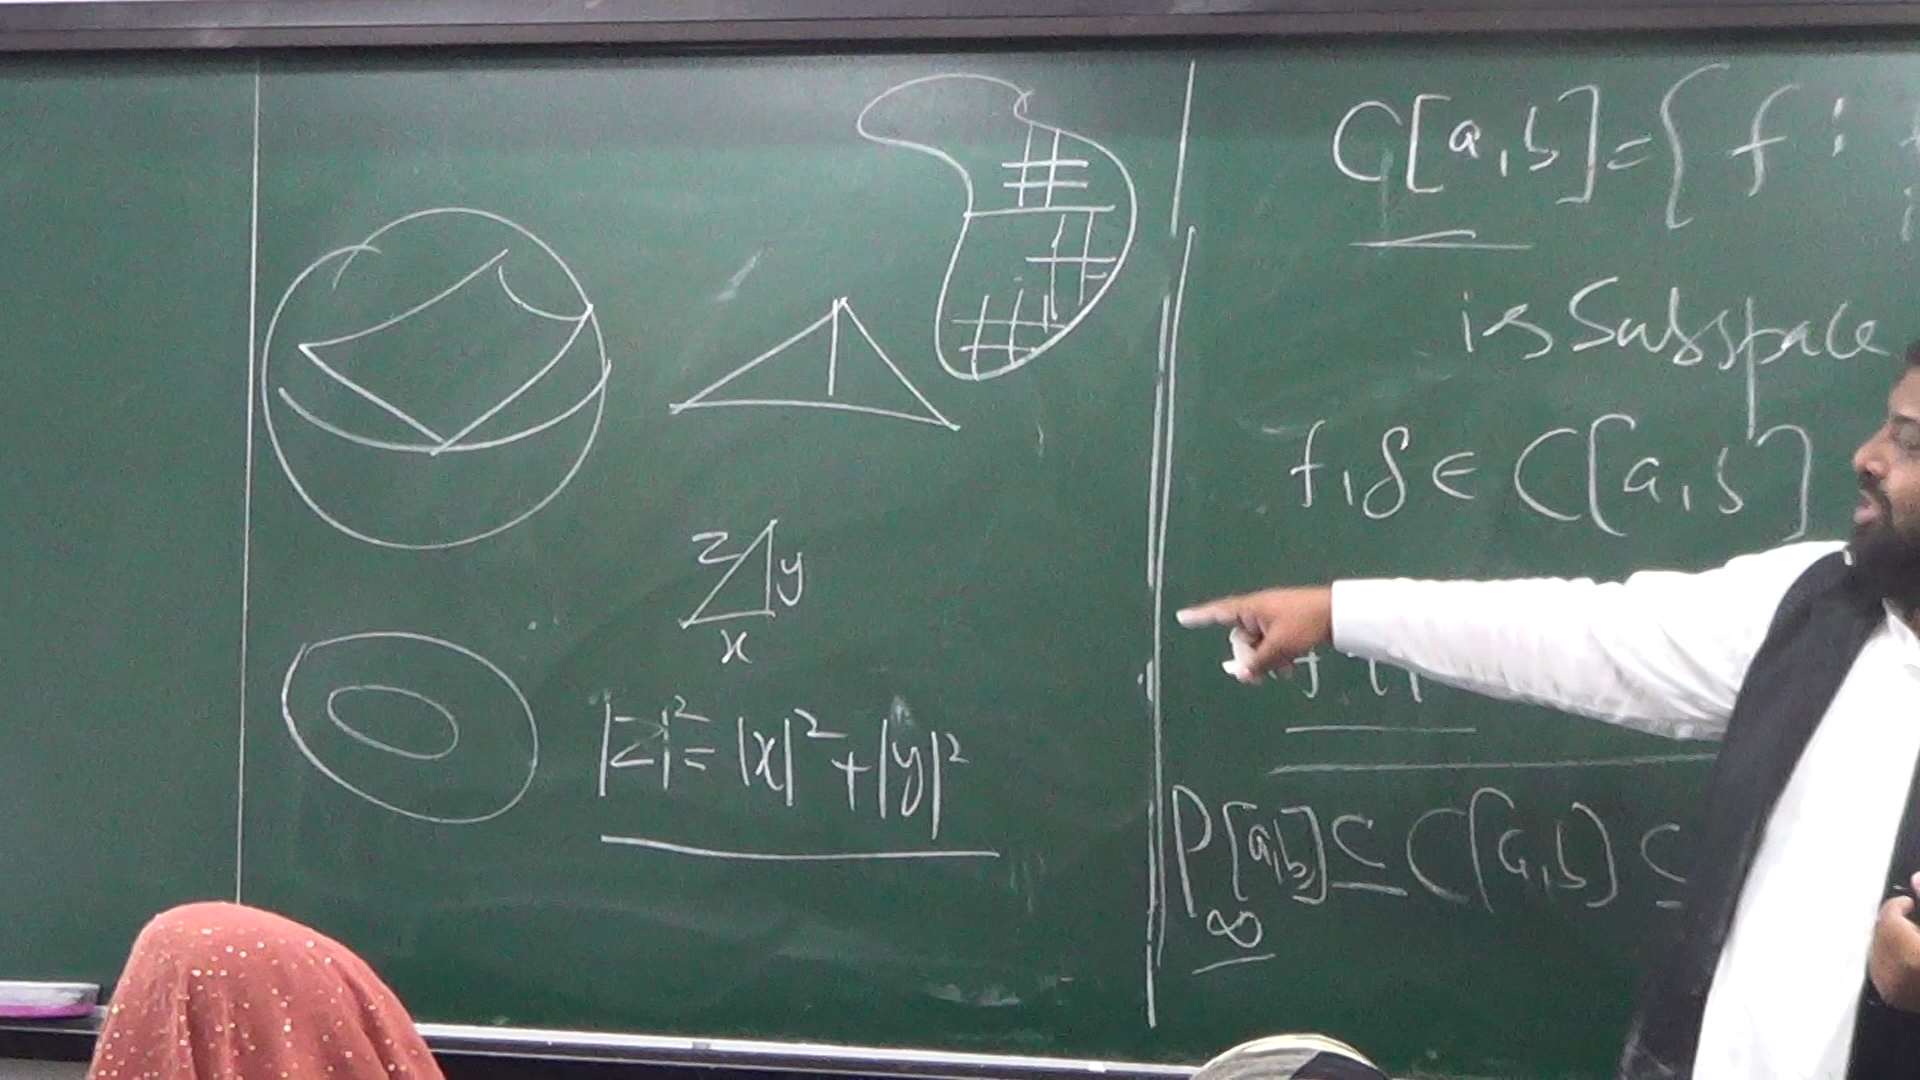 z y
x
|z|² = |x|² + |y|²
C[a,b] = { f :
is Subspace
f, g ∈ C[a,b]
P∞[a,b] ⊆ C[a,b] ⊆